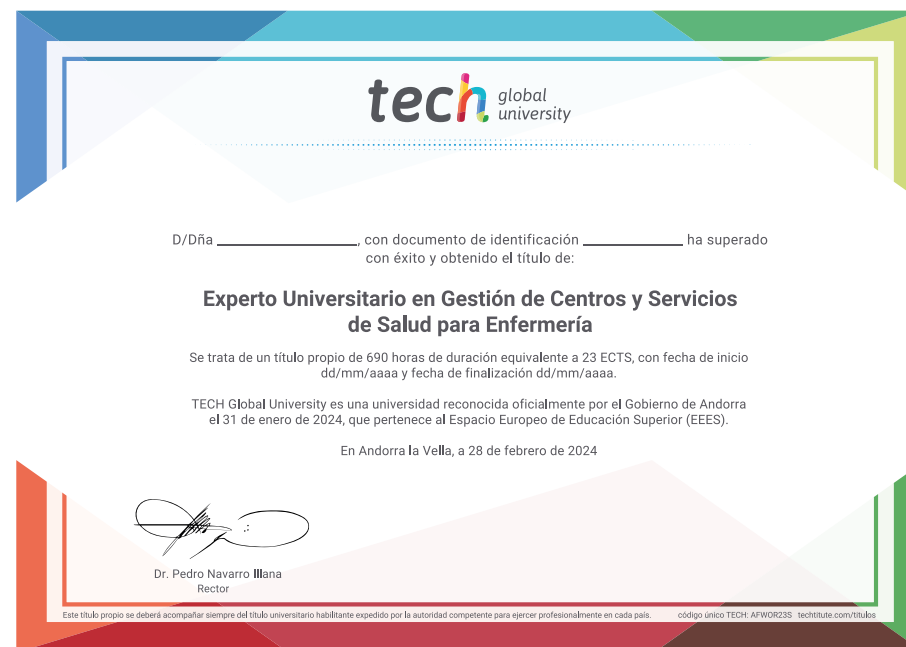 tech global
university
D/Dña ____________________, con documento de identificación ______________ ha superado
con éxito y obtenido el título de:
Experto Universitario en Gestión de Centros y Servicios
de Salud para Enfermería
Se trata de un título propio de 690 horas de duración equivalente a 23 ECTS, con fecha de inicio
dd/mm/aaaa y fecha de finalización dd/mm/aaaa.
TECH Global University es una universidad reconocida oficialmente por el Gobierno de Andorra
el 31 de enero de 2024, que pertenece al Espacio Europeo de Educación Superior (EEES).
En Andorra la Vella, a 28 de febrero de 2024
Dr. Pedro Navarro Illana
Rector
Este título propio se deberá acompañar siempre del título universitario habilitante expedido por la autoridad competente para ejercer profesionalmente en cada país. código único TECH: AFWOR23S techtitute.com/titulos